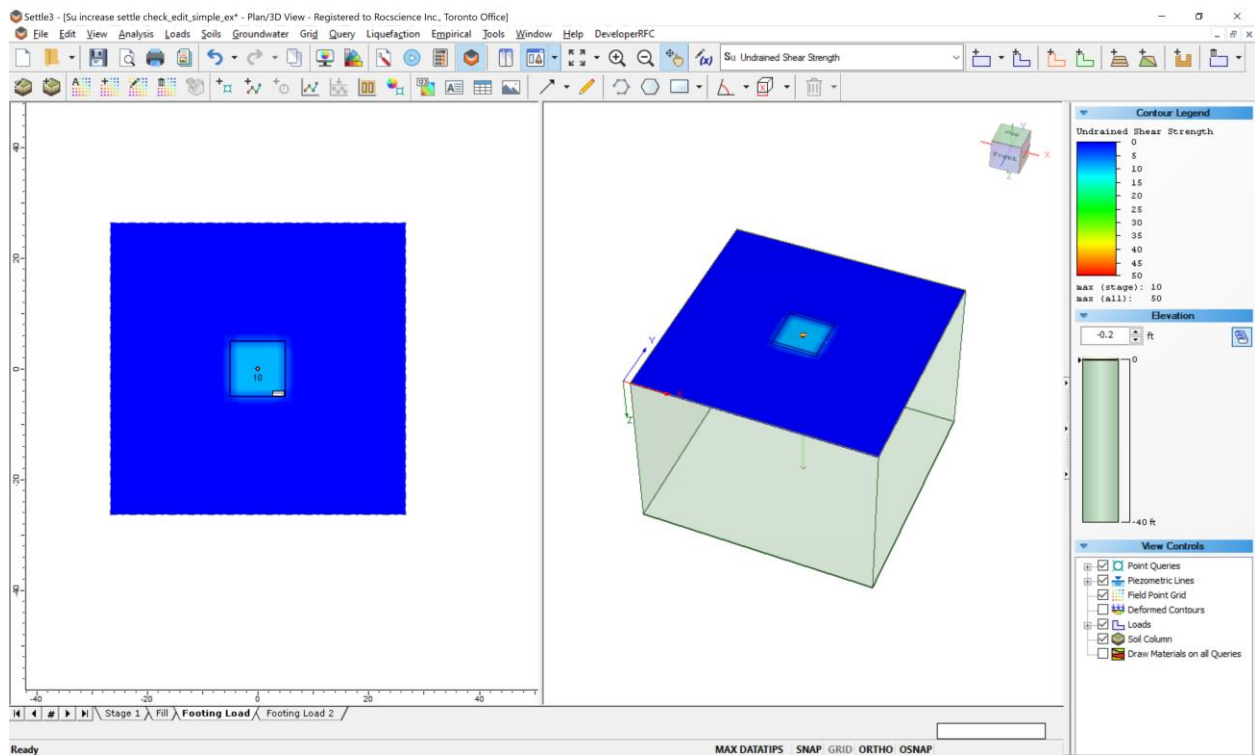 Settle3 - [Su increase settle check_edit_simple_ex* - Plan/3D View - Registered to Rocscience Inc., Toronto Office]
File Edit View Analysis Loads Soils Groundwater Grid Query Liquefaction Empirical Tools Window Help DeveloperRFC
Su Undrained Shear Strength
Contour Legend
Undrained Shear Strength
0
5
10
15
20
25
30
35
40
45
50
max (stage): 10
max (all): 50
Elevation
-0.2 ft
0
-40 ft
View Controls
Point Queries
Piezometric Lines
Field Point Grid
Deformed Contours
Loads
Soil Column
Draw Materials on all Queries
40
20
0
-20
-40
10
-40 -20 0 20 40
Front
X
Y
Z
Y
Z
Stage 1 Fill Footing Load Footing Load 2
Ready
MAX DATATIPS SNAP GRID ORTHO OSNAP